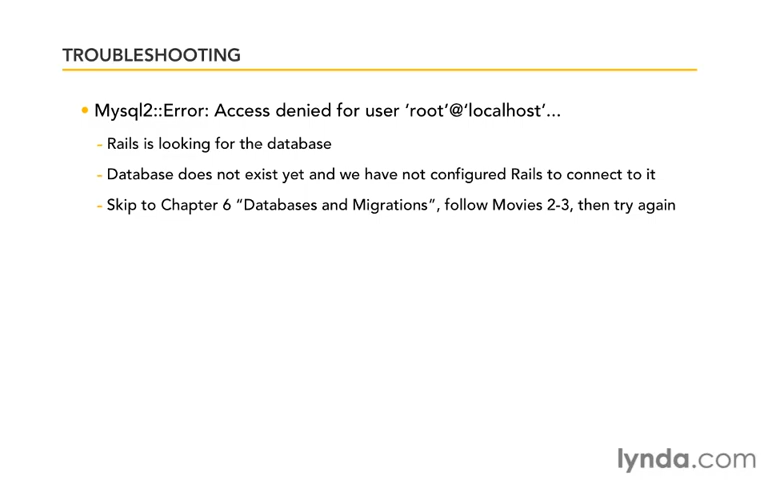 TROUBLESHOOTING
• Mysql2::Error: Access denied for user ‘root’@‘localhost‘...
- Rails is looking for the database
- Database does not exist yet and we have not configured Rails to connect to it
- Skip to Chapter 6 “Databases and Migrations”, follow Movies 2-3, then try again
lynda.com